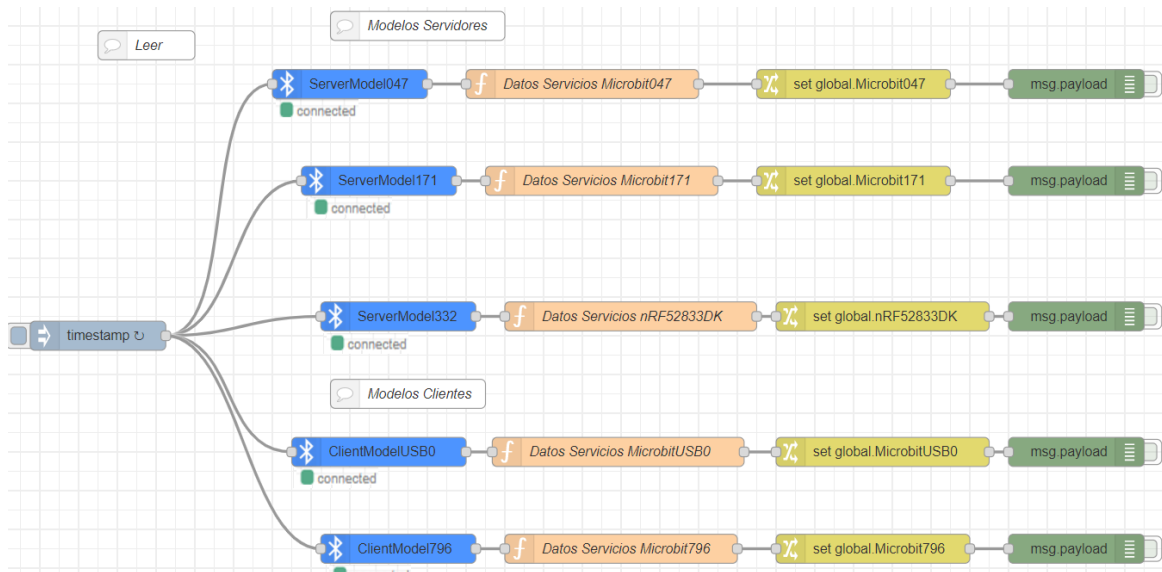 Modelos Servidores
Leer
ServerModel047
Datos Servicios Microbit047
set global.Microbit047
msg.payload
connected
ServerModel171
Datos Servicios Microbit171
set global.Microbit171
msg.payload
connected
ServerModel332
Datos Servicios nRF52833DK
set global.nRF52833DK
msg.payload
timestamp ↻
connected
Modelos Clientes
ClientModelUSB0
Datos Servicios MicrobitUSB0
set global.MicrobitUSB0
msg.payload
connected
ClientModel796
Datos Servicios Microbit796
set global.Microbit796
msg.payload